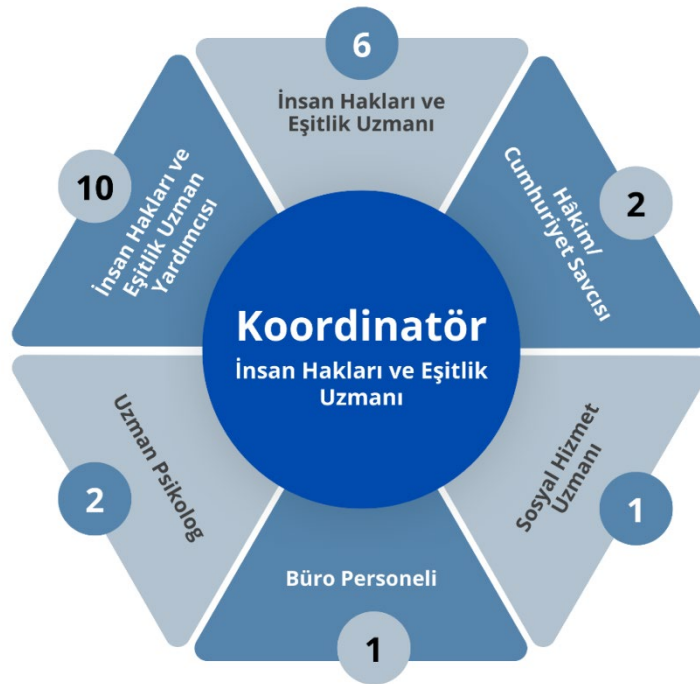 6
İnsan Hakları ve
Eşitlik Uzmanı
2
Hâkim/
Cumhuriyet Savcısı
1
Sosyal Hizmet
Uzmanı
Büro Personeli
1
2
Uzman Psikolog
10
İnsan Hakları ve
Eşitlik Uzman
Yardımcısı
Koordinatör
İnsan Hakları ve Eşitlik
Uzmanı